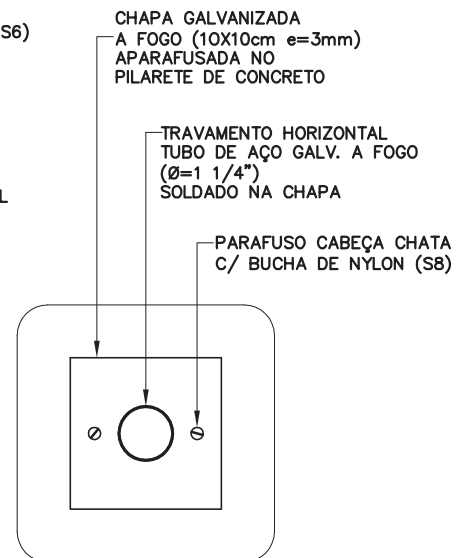 S6)
CHAPA GALVANIZADA
A FOGO (10X10cm e=3mm)
APARAFUSADA NO
PILARETE DE CONCRETO
TRAVAMENTO HORIZONTAL
TUBO DE AÇO GALV. A FOGO
(Ø=1 1/4")
SOLDADO NA CHAPA
L
PARAFUSO CABEÇA CHATA
C/ BUCHA DE NYLON (S8)